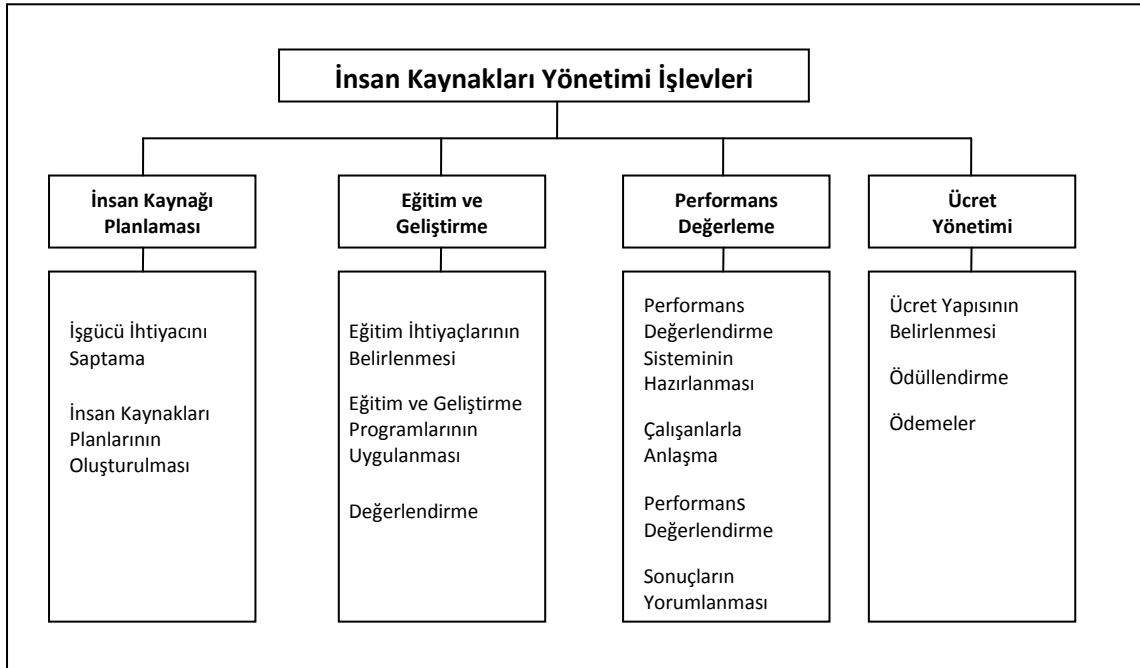 İnsan Kaynakları Yönetimi İşlevleri
İnsan Kaynağı
Planlaması
İşgücü İhtiyacını
Saptama
İnsan Kaynakları
Planlarının
Oluşturulması
Eğitim ve
Geliştirme
Eğitim İhtiyaçlarının
Belirlenmesi
Eğitim ve Geliştirme
Programlarının
Uygulanması
Değerlendirme
Performans
Değerleme
Performans
Değerlendirme
Sisteminin
Hazırlanması
Çalışanlarla
Anlaşma
Performans
Değerlendirme
Sonuçların
Yorumlanması
Ücret
Yönetimi
Ücret Yapısının
Belirlenmesi
Ödüllendirme
Ödemeler